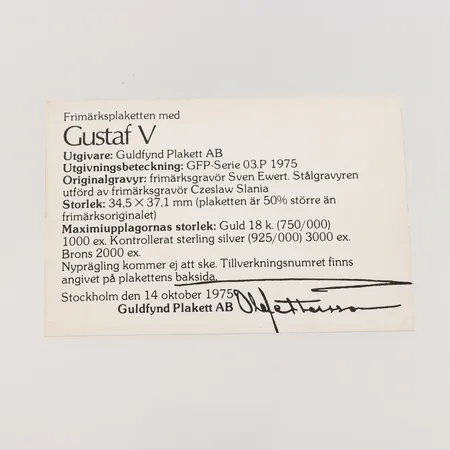 Frimärksplaketten med
Gustaf V
Utgivare: Guldfynd Plakett AB
Utgivningsbeteckning: GFP-Serie 03.P 1975
Originalgravyr: frimärksgravör Sven Ewert. Stålgravyren
utförd av frimärksgravör Czeslaw Slania
Storlek: 34,5 × 37,1 mm (plaketten är 50% större än
frimärksoriginalet)
Maximiupplagornas storlek: Guld 18 k. (750/000)
1000 ex. Kontrollerat sterling silver (925/000) 3000 ex.
Brons 2000 ex.
Nyprägling kommer ej att ske. Tillverkningsnumret finns
angivet på plakettens baksida.
Stockholm den 14 oktober 1975
Guldfynd Plakett AB